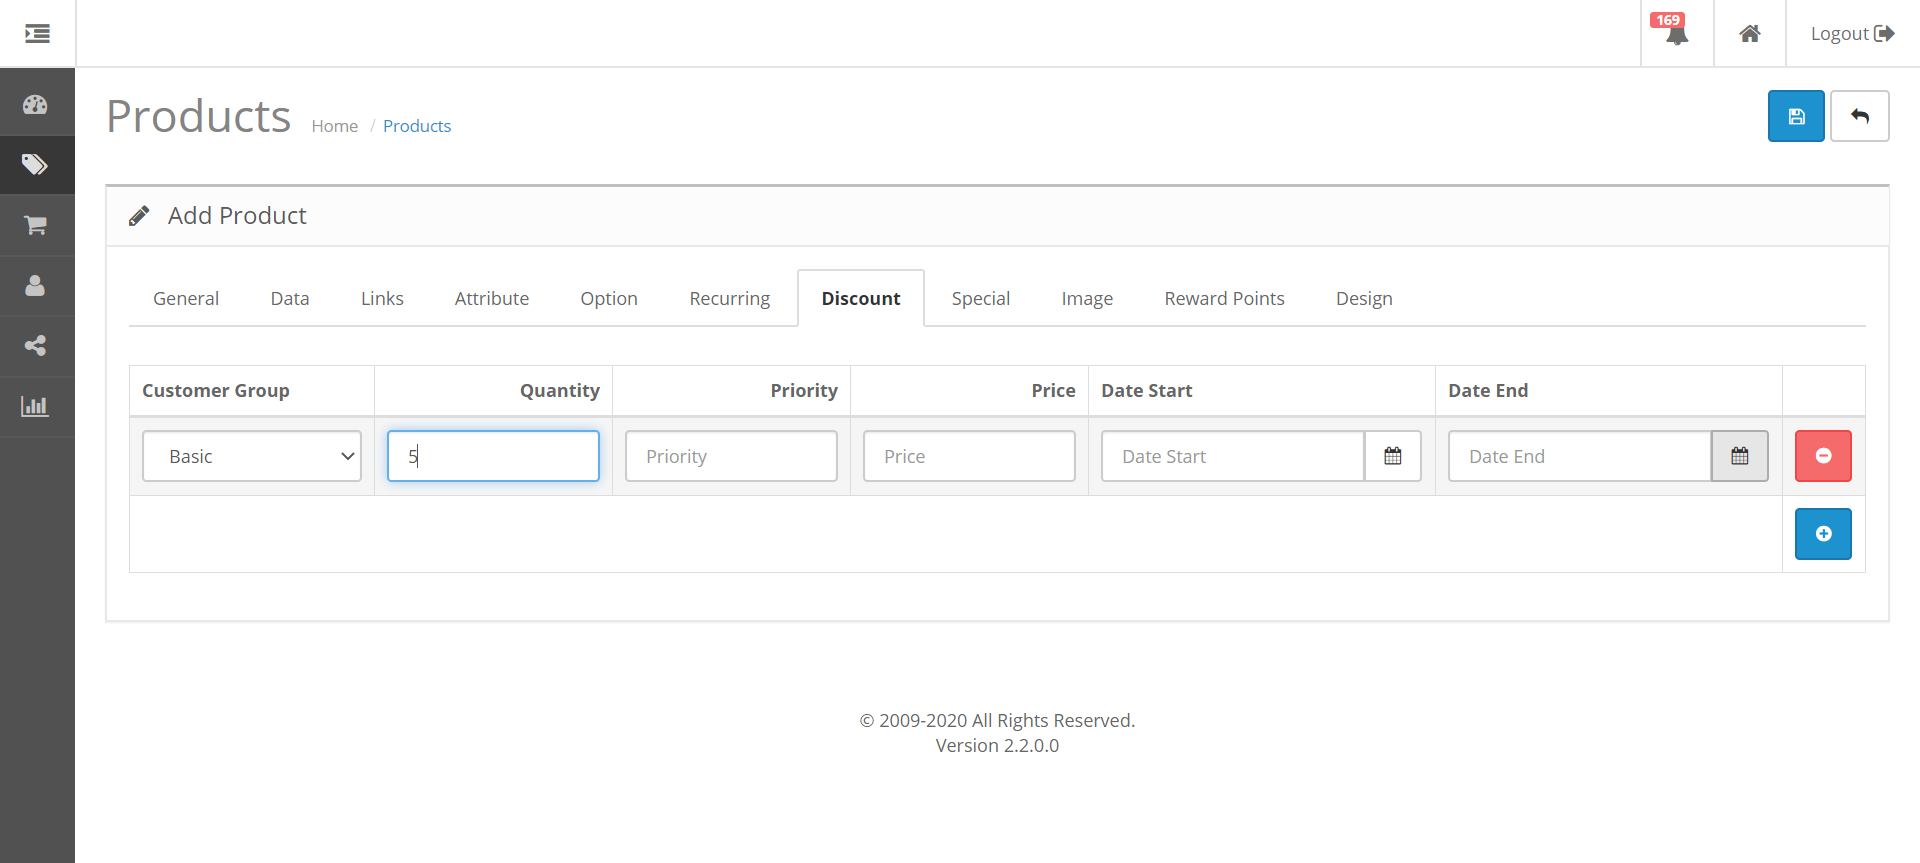 169
Logout
Products
Home / Products
Add Product
General Data Links Attribute Option Recurring Discount Special Image Reward Points Design
Customer Group Quantity Priority Price Date Start Date End
Basic 5 Priority Price Date Start Date End
© 2009-2020 All Rights Reserved.
Version 2.2.0.0